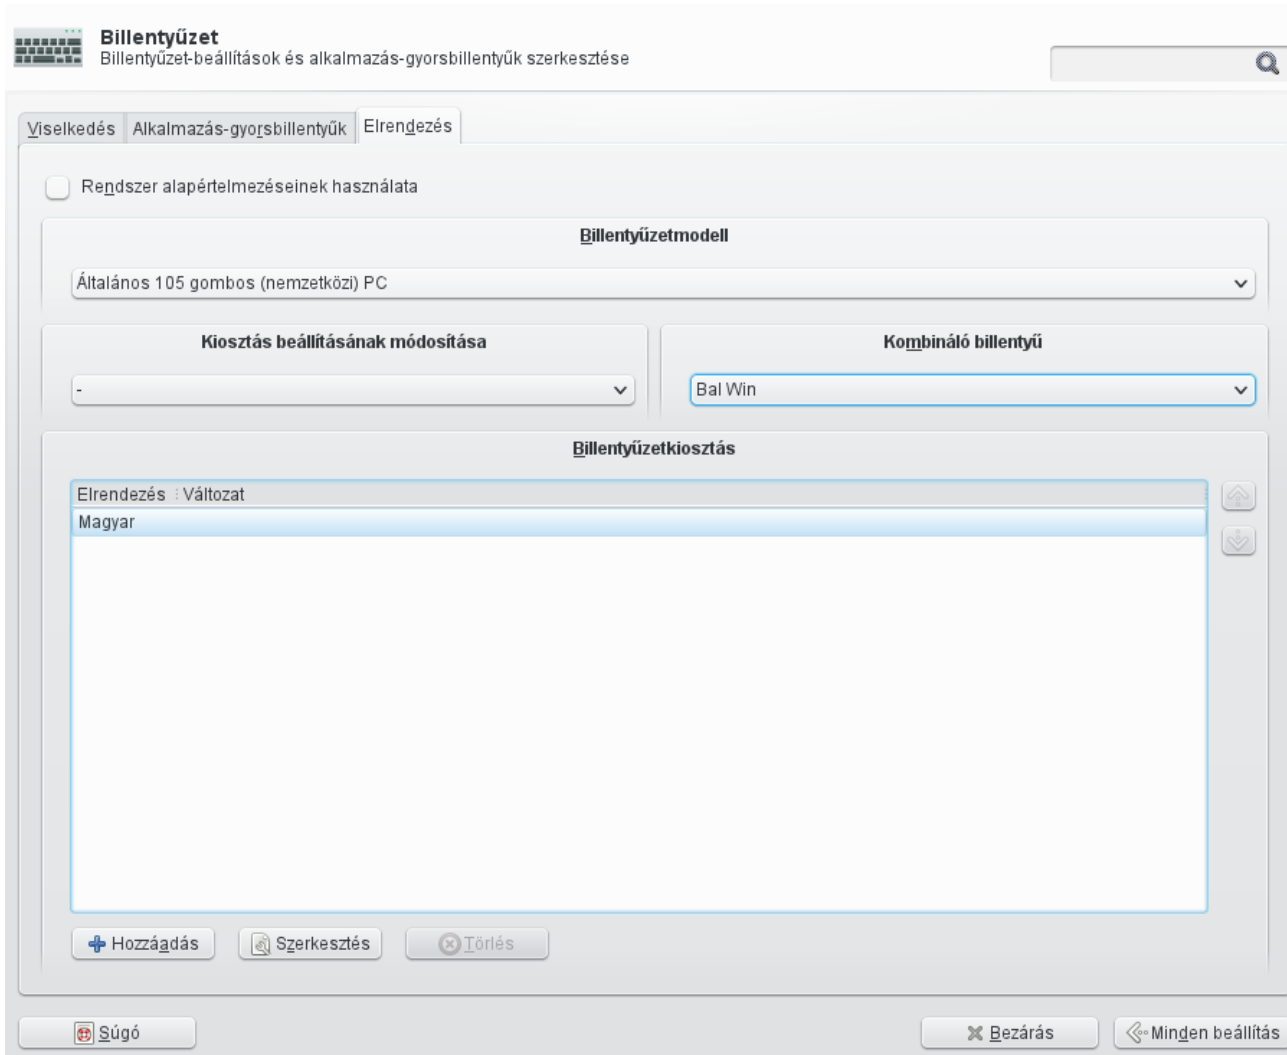 Billentyűzet
Billentyűzet-beállítások és alkalmazás-gyorsbillentyűk szerkesztése
Viselkedés Alkalmazás-gyorsbillentyűk Elrendezés
Rendszer alapértelmezéseinek használata
Billentyűzetmodell
Általános 105 gombos (nemzetközi) PC
Kiosztás beállításának módosítása Kombináló billentyű
- Bal Win
Billentyűzetkiosztás
Elrendezés Változat
Magyar
Hozzáadás Szerkesztés Törlés
Súgó Bezárás Minden beállítás